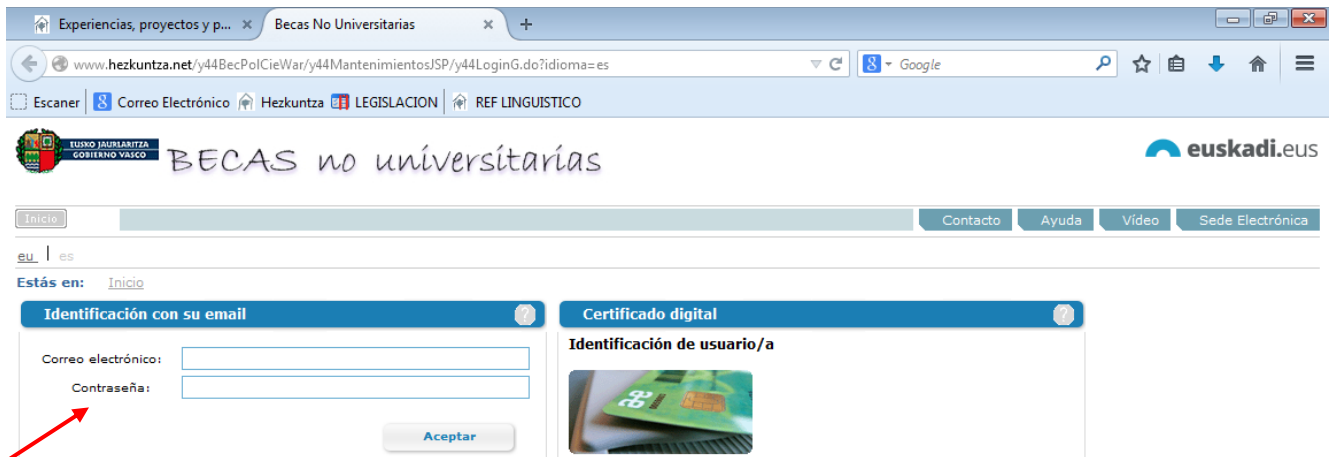 Experiencias, proyectos y p...
Becas No Universitarias
www.hezkuntza.net/y44BecPolCieWar/y44MantenimientosJSP/y44LoginG.do?idioma=es
8 Google
Escaner 8 Correo Electrónico Hezkuntza LEGISLACION REF LINGUISTICO
EUSKO JAURLARITZA
GOBIERNO VASCO
BECAS no universitarias
euskadi.eus
Inicio
Contacto Ayuda Vídeo Sede Electrónica
eu | es
Estás en: Inicio
Identificación con su email ?
Certificado digital ?
Identificación de usuario/a
Correo electrónico:
Contraseña:
Aceptar